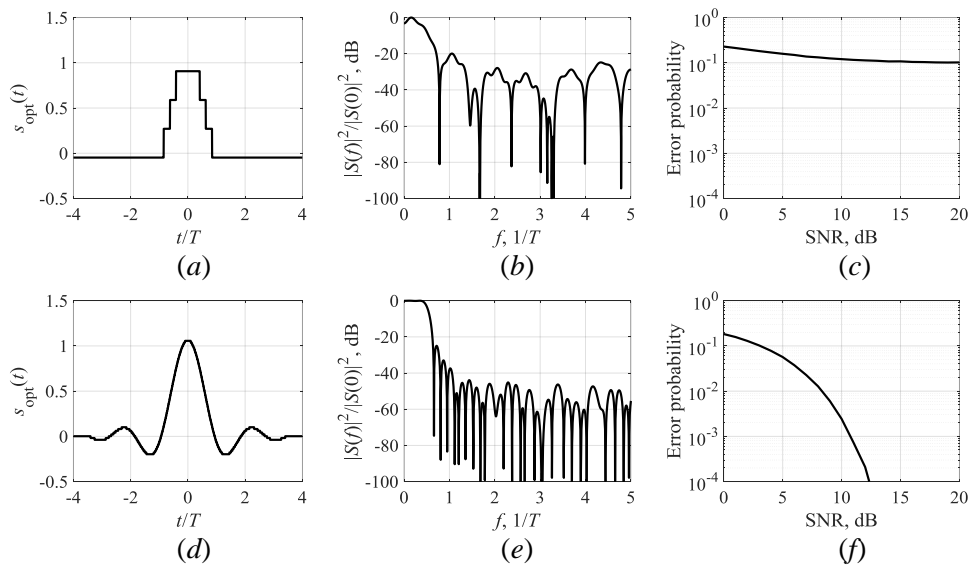 1.5
1
0.5
0
-0.5
s_opt(t)
-4 -2 0 2 4
t/T
(a)
0
-20
-40
-60
-80
-100
|S(f)|²/|S(0)|², dB
0 1 2 3 4 5
f, 1/T
(b)
10⁰
10⁻¹
10⁻²
10⁻³
10⁻⁴
Error probability
0 5 10 15 20
SNR, dB
(c)
1.5
1
0.5
0
-0.5
s_opt(t)
-4 -2 0 2 4
t/T
(d)
0
-20
-40
-60
-80
-100
|S(f)|²/|S(0)|², dB
0 1 2 3 4 5
f, 1/T
(e)
10⁰
10⁻¹
10⁻²
10⁻³
10⁻⁴
Error probability
0 5 10 15 20
SNR, dB
(f)